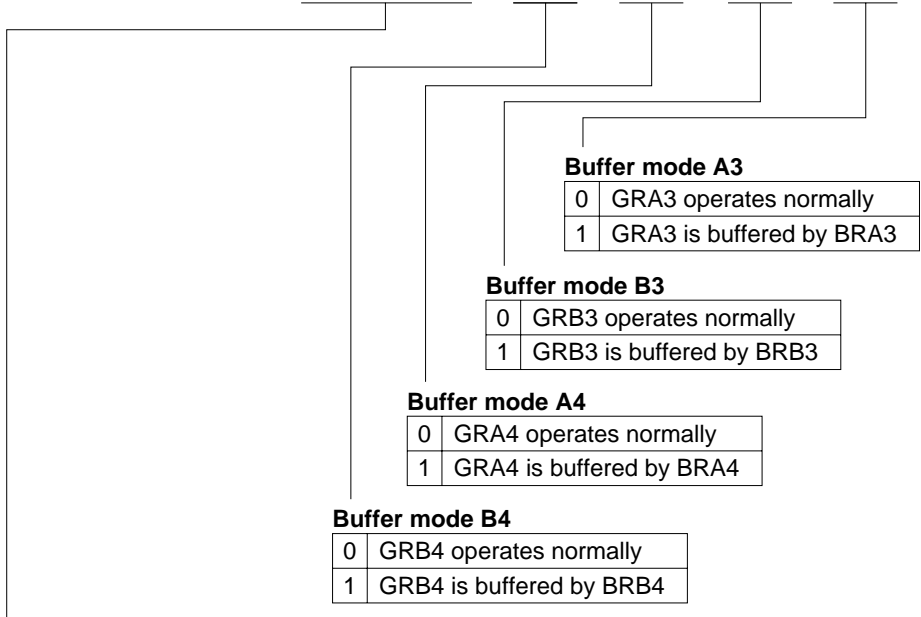 Buffer mode A3
0 GRA3 operates normally
1 GRA3 is buffered by BRA3
Buffer mode B3
0 GRB3 operates normally
1 GRB3 is buffered by BRB3
Buffer mode A4
0 GRA4 operates normally
1 GRA4 is buffered by BRA4
Buffer mode B4
0 GRB4 operates normally
1 GRB4 is buffered by BRB4